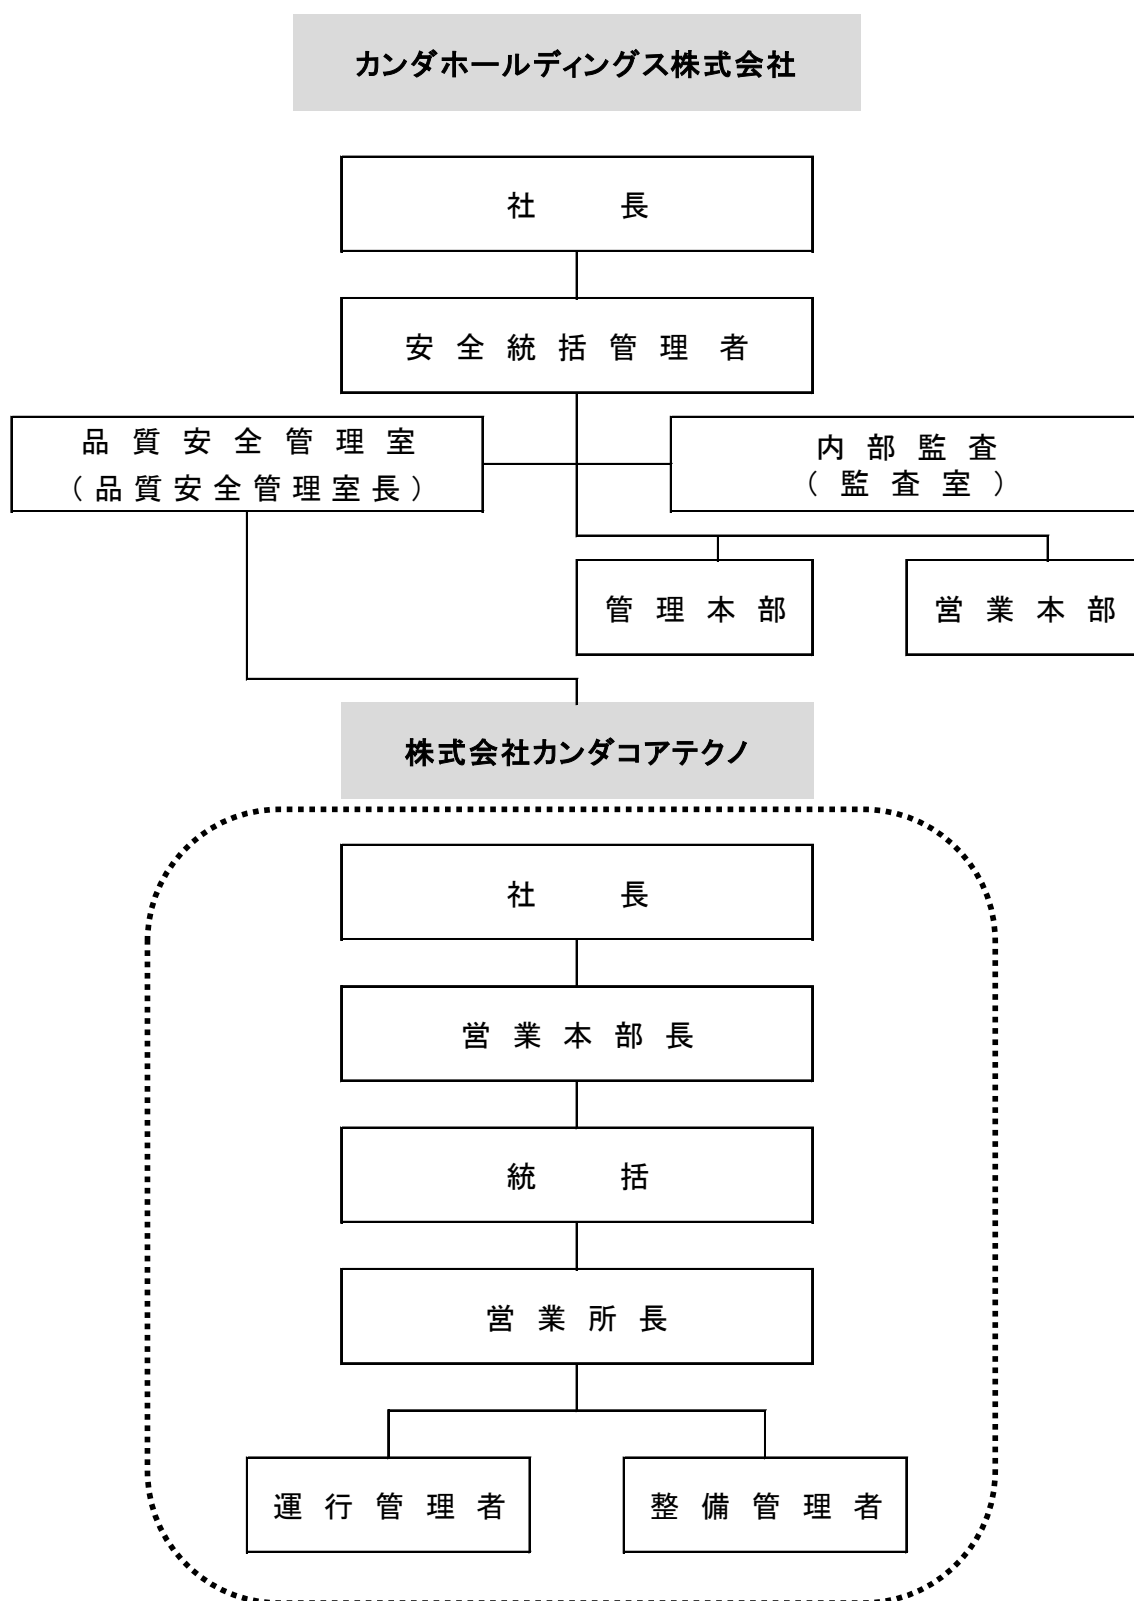 カンダホールディングス株式会社
社長
安全統括管理者
品質安全管理室
（品質安全管理室長）
内部監査
（監査室）
管理本部
営業本部
株式会社カンダコアテクノ
社長
営業本部長
統括
営業所長
運行管理者
整備管理者